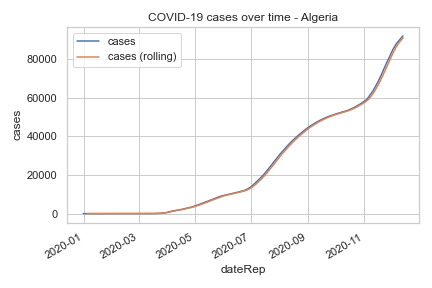 COVID-19 cases over time - Algeria
cases
cases (rolling)
80000
60000
40000
20000
0
cases
2020-01
2020-03
2020-05
2020-07
2020-09
2020-11
dateRep